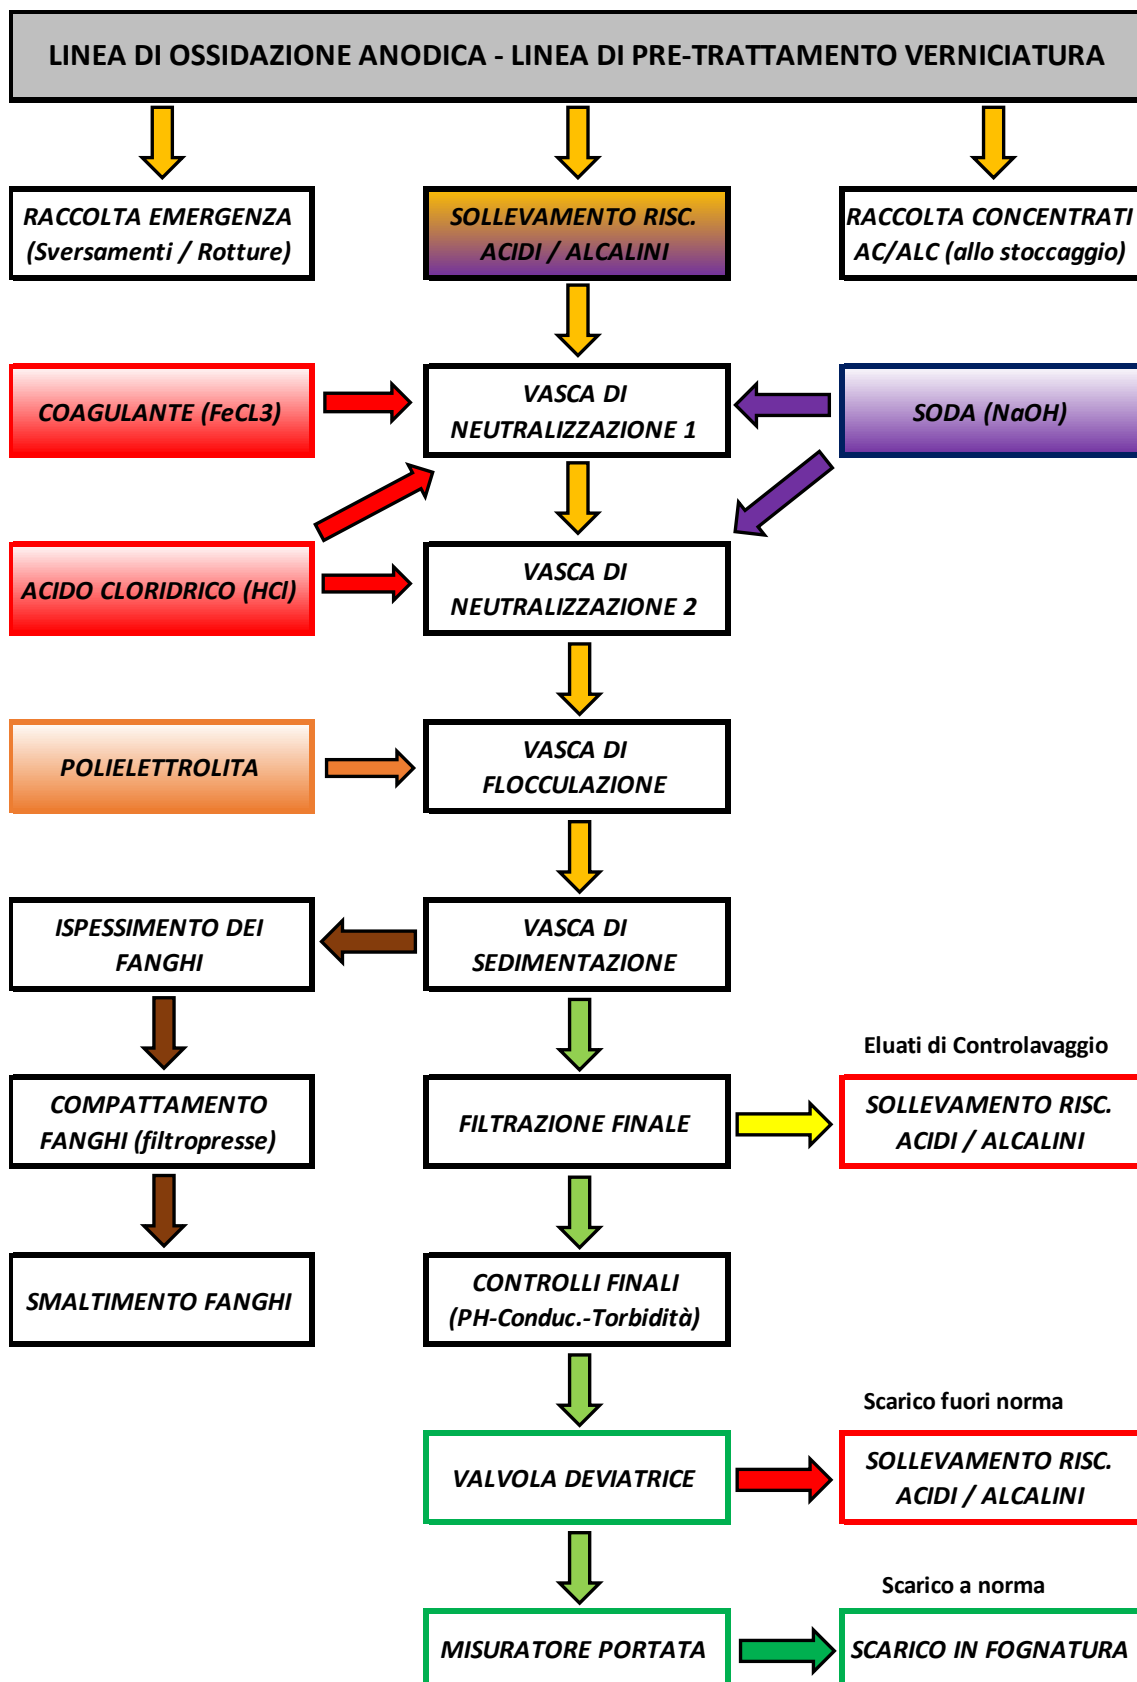 LINEA DI OSSIDAZIONE ANODICA - LINEA DI PRE-TRATTAMENTO VERNICIATURA
RACCOLTA EMERGENZA
(Sversamenti / Rotture)
SOLLEVAMENTO RISC.
ACIDI / ALCALINI
RACCOLTA CONCENTRATI
AC/ALC (allo stoccaggio)
COAGULANTE (FeCL3)
VASCA DI
NEUTRALIZZAZIONE 1
SODA (NaOH)
ACIDO CLORIDRICO (HCl)
VASCA DI
NEUTRALIZZAZIONE 2
POLIELETTROLITA
VASCA DI
FLOCCULAZIONE
ISPESSIMENTO DEI
FANGHI
VASCA DI
SEDIMENTAZIONE
Eluati di Controlavaggio
COMPATTAMENTO
FANGHI (filtropresse)
FILTRAZIONE FINALE
SOLLEVAMENTO RISC.
ACIDI / ALCALINI
SMALTIMENTO FANGHI
CONTROLLI FINALI
(PH-Conduc.-Torbidità)
Scarico fuori norma
VALVOLA DEVIATRICE
SOLLEVAMENTO RISC.
ACIDI / ALCALINI
Scarico a norma
MISURATORE PORTATA
SCARICO IN FOGNATURA